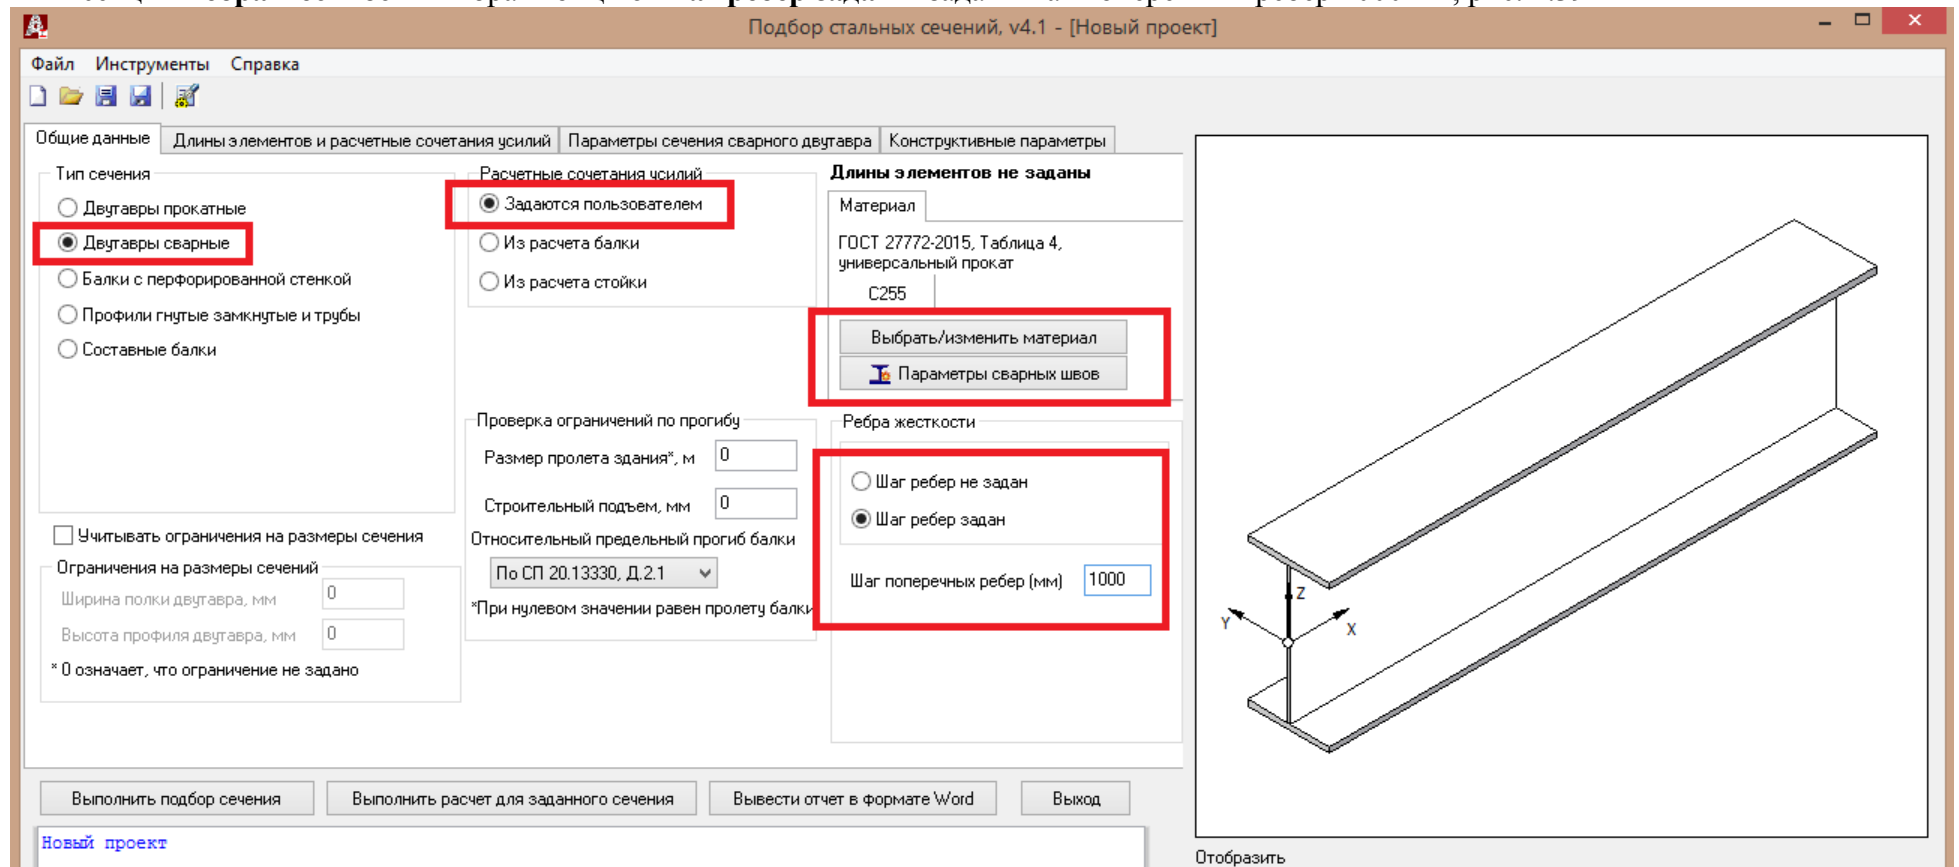 Подбор стальных сечений, v4.1 - [Новый проект]
Файл Инструменты Справка
Общие данные Длины элементов и расчетные сочетания усилий Параметры сечения сварного двутавра Конструктивные параметры
Тип сечения
Двутавры прокатные
Двутавры сварные
Балки с перфорированной стенкой
Профили гнутые замкнутые и трубы
Составные балки
Учитывать ограничения на размеры сечения
Ограничения на размеры сечений
Ширина полки двутавра, мм 0
Высота профиля двутавра, мм 0
* 0 означает, что ограничение не задано
Расчетные сочетания усилий
Задаются пользователем
Из расчета балки
Из расчета стойки
Проверка ограничений по прогибу
Размер пролета здания*, м 0
Строительный подъем, мм 0
Относительный предельный прогиб балки
По СП 20.13330, Д.2.1
*При нулевом значении равен пролету балки
Длины элементов не заданы
Материал
ГОСТ 27772-2015, Таблица 4,
универсальный прокат
С255
Выбрать/изменить материал
Параметры сварных швов
Ребра жесткости
Шаг ребер не задан
Шаг ребер задан
Шаг поперечных ребер (мм) 1000
Z
Y
X
Выполнить подбор сечения Выполнить расчет для заданного сечения Вывести отчет в формате Word Выход
Новый проект
Отобразить